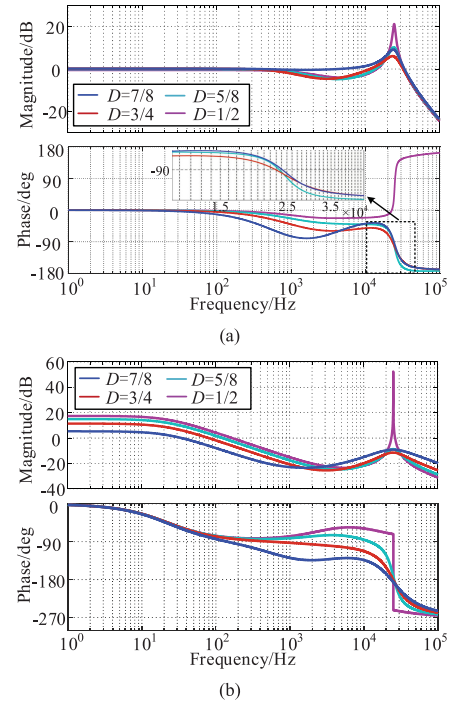 (a)
20
0
-20
Magnitude/dB
D=7/8 D=5/8
D=3/4 D=1/2
180
90
0
-90
-180
Phase/deg
-90
1.5 2.5 3.5 ×10
10⁰ 10¹ 10² 10³ 10⁴ 10⁵
Frequency/Hz
(a)
60
40
20
0
-20
-40
Magnitude/dB
D=7/8 D=5/8
D=3/4 D=1/2
0
-90
-180
-270
Phase/deg
10⁰ 10¹ 10² 10³ 10⁴ 10⁵
Frequency/Hz
(b)